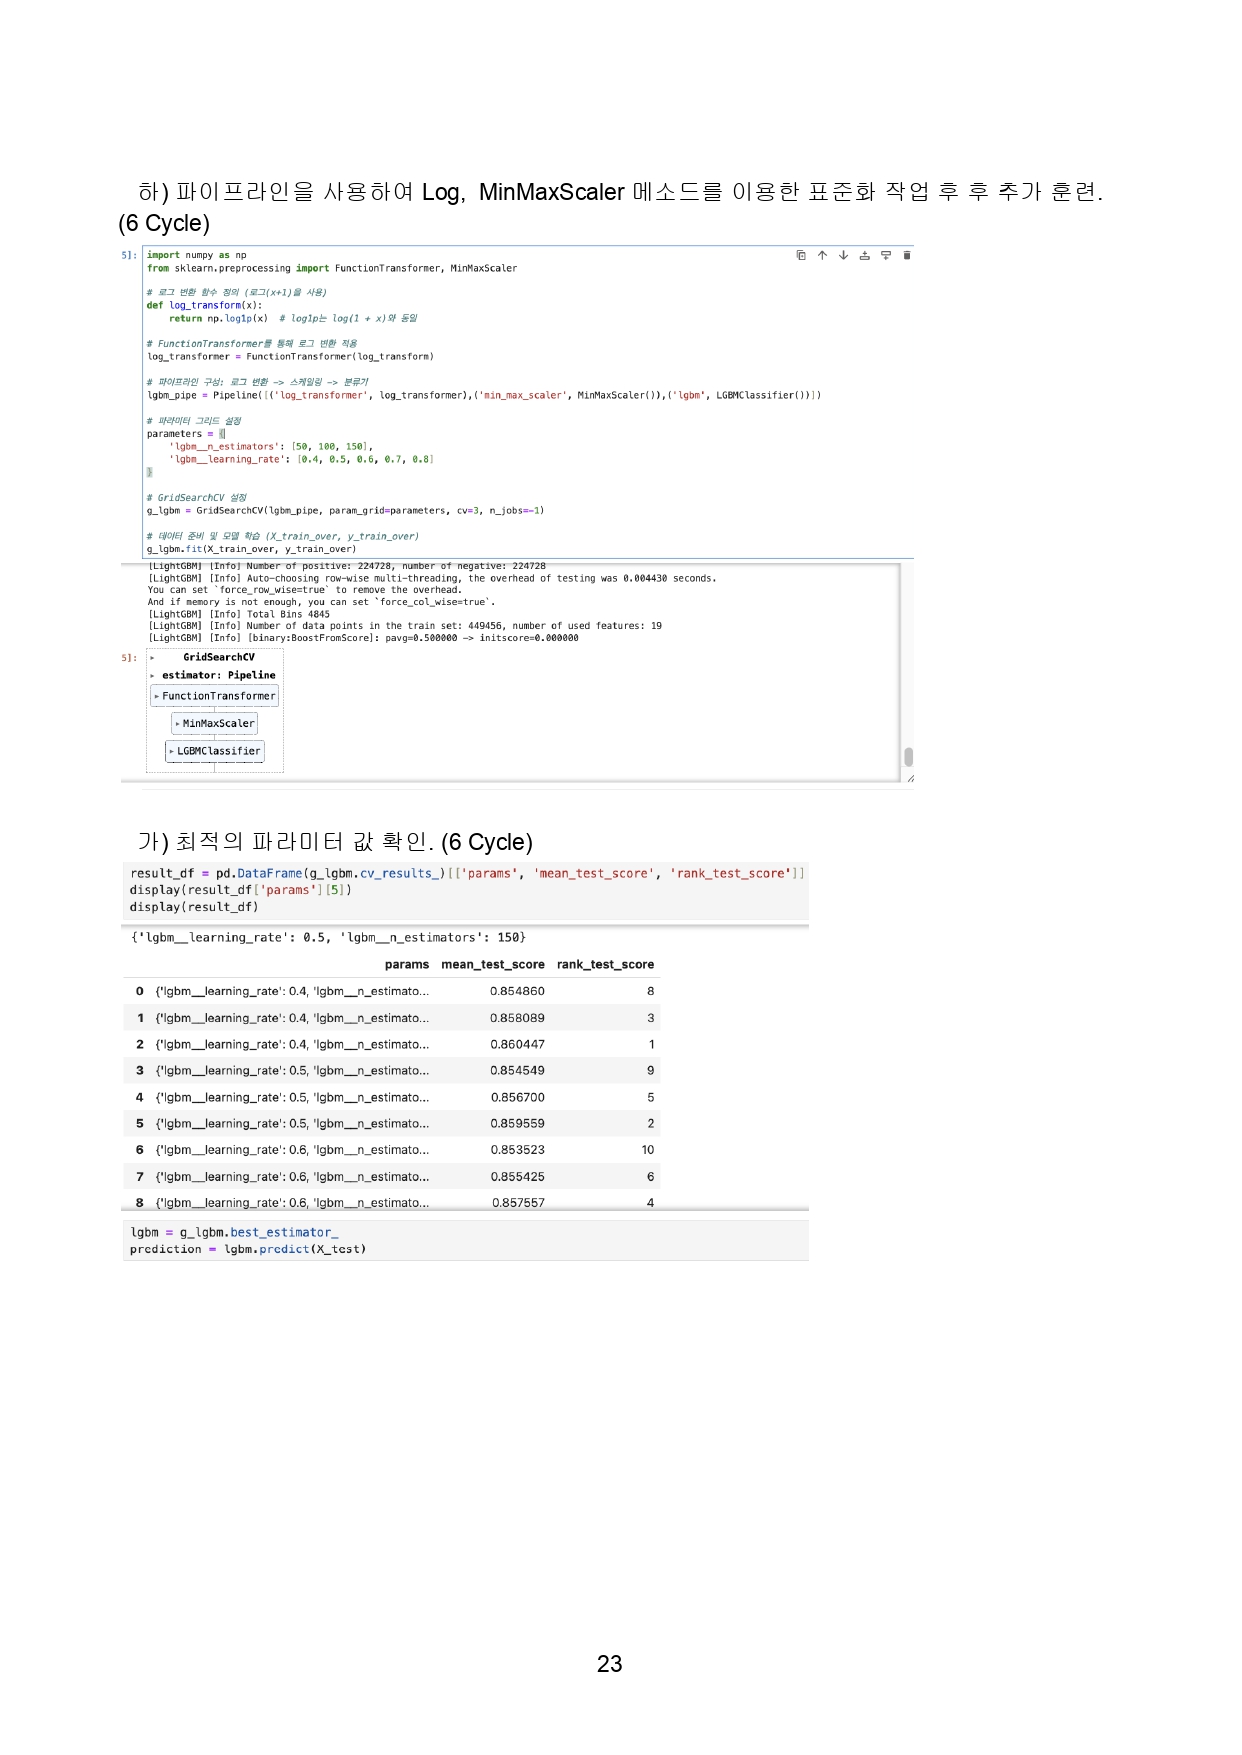 하) 파이프라인을 사용하여 Log, MinMaxScaler 메소드를 이용한 표준화 작업 후 후 추가 훈련.
(6 Cycle)
5]: import numpy as np
from sklearn.preprocessing import FunctionTransformer, MinMaxScaler
# 로그 변환 함수 정의 (로그(x+1)을 사용)
def log_transform(x):
    return np.log1p(x)  # log1p는 log(1 + x)와 동일
# FunctionTransformer를 통해 로그 변환 적용
log_transformer = FunctionTransformer(log_transform)
# 파이프라인 구성: 로그 변환 -> 스케일링 -> 분류기
lgbm_pipe = Pipeline([('log_transformer', log_transformer),('min_max_scaler', MinMaxScaler()),('lgbm', LGBMClassifier())])
# 파라미터 그리드 설정
parameters = {
    'lgbm__n_estimators': [50, 100, 150],
    'lgbm__learning_rate': [0.4, 0.5, 0.6, 0.7, 0.8]
}
# GridSearchCV 설정
g_lgbm = GridSearchCV(lgbm_pipe, param_grid=parameters, cv=3, n_jobs=-1)
# 데이터 준비 및 모델 학습 (X_train_over, y_train_over)
g_lgbm.fit(X_train_over, y_train_over)
[LightGBM] [Info] Number of positive: 224728, number of negative: 224728
[LightGBM] [Info] Auto-choosing row-wise multi-threading, the overhead of testing was 0.004430 seconds.
You can set `force_row_wise=true` to remove the overhead.
And if memory is not enough, you can set `force_col_wise=true`.
[LightGBM] [Info] Total Bins 4845
[LightGBM] [Info] Number of data points in the train set: 449456, number of used features: 19
[LightGBM] [Info] [binary:BoostFromScore]: pavg=0.500000 -> initscore=0.000000
5]: ▸ GridSearchCV
▸ estimator: Pipeline
▸ FunctionTransformer
▸ MinMaxScaler
▸ LGBMClassifier
가) 최적의 파라미터 값 확인. (6 Cycle)
result_df = pd.DataFrame(g_lgbm.cv_results_)[['params', 'mean_test_score', 'rank_test_score']]
display(result_df['params'][5])
display(result_df)
{'lgbm__learning_rate': 0.5, 'lgbm__n_estimators': 150}
params mean_test_score rank_test_score
0 {'lgbm__learning_rate': 0.4, 'lgbm__n_estimato... 0.854860 8
1 {'lgbm__learning_rate': 0.4, 'lgbm__n_estimato... 0.858089 3
2 {'lgbm__learning_rate': 0.4, 'lgbm__n_estimato... 0.860447 1
3 {'lgbm__learning_rate': 0.5, 'lgbm__n_estimato... 0.854549 9
4 {'lgbm__learning_rate': 0.5, 'lgbm__n_estimato... 0.856700 5
5 {'lgbm__learning_rate': 0.5, 'lgbm__n_estimato... 0.859559 2
6 {'lgbm__learning_rate': 0.6, 'lgbm__n_estimato... 0.853523 10
7 {'lgbm__learning_rate': 0.6, 'lgbm__n_estimato... 0.855425 6
8 {'lgbm__learning_rate': 0.6, 'lgbm__n_estimato... 0.857557 4
lgbm = g_lgbm.best_estimator_
prediction = lgbm.predict(X_test)
23